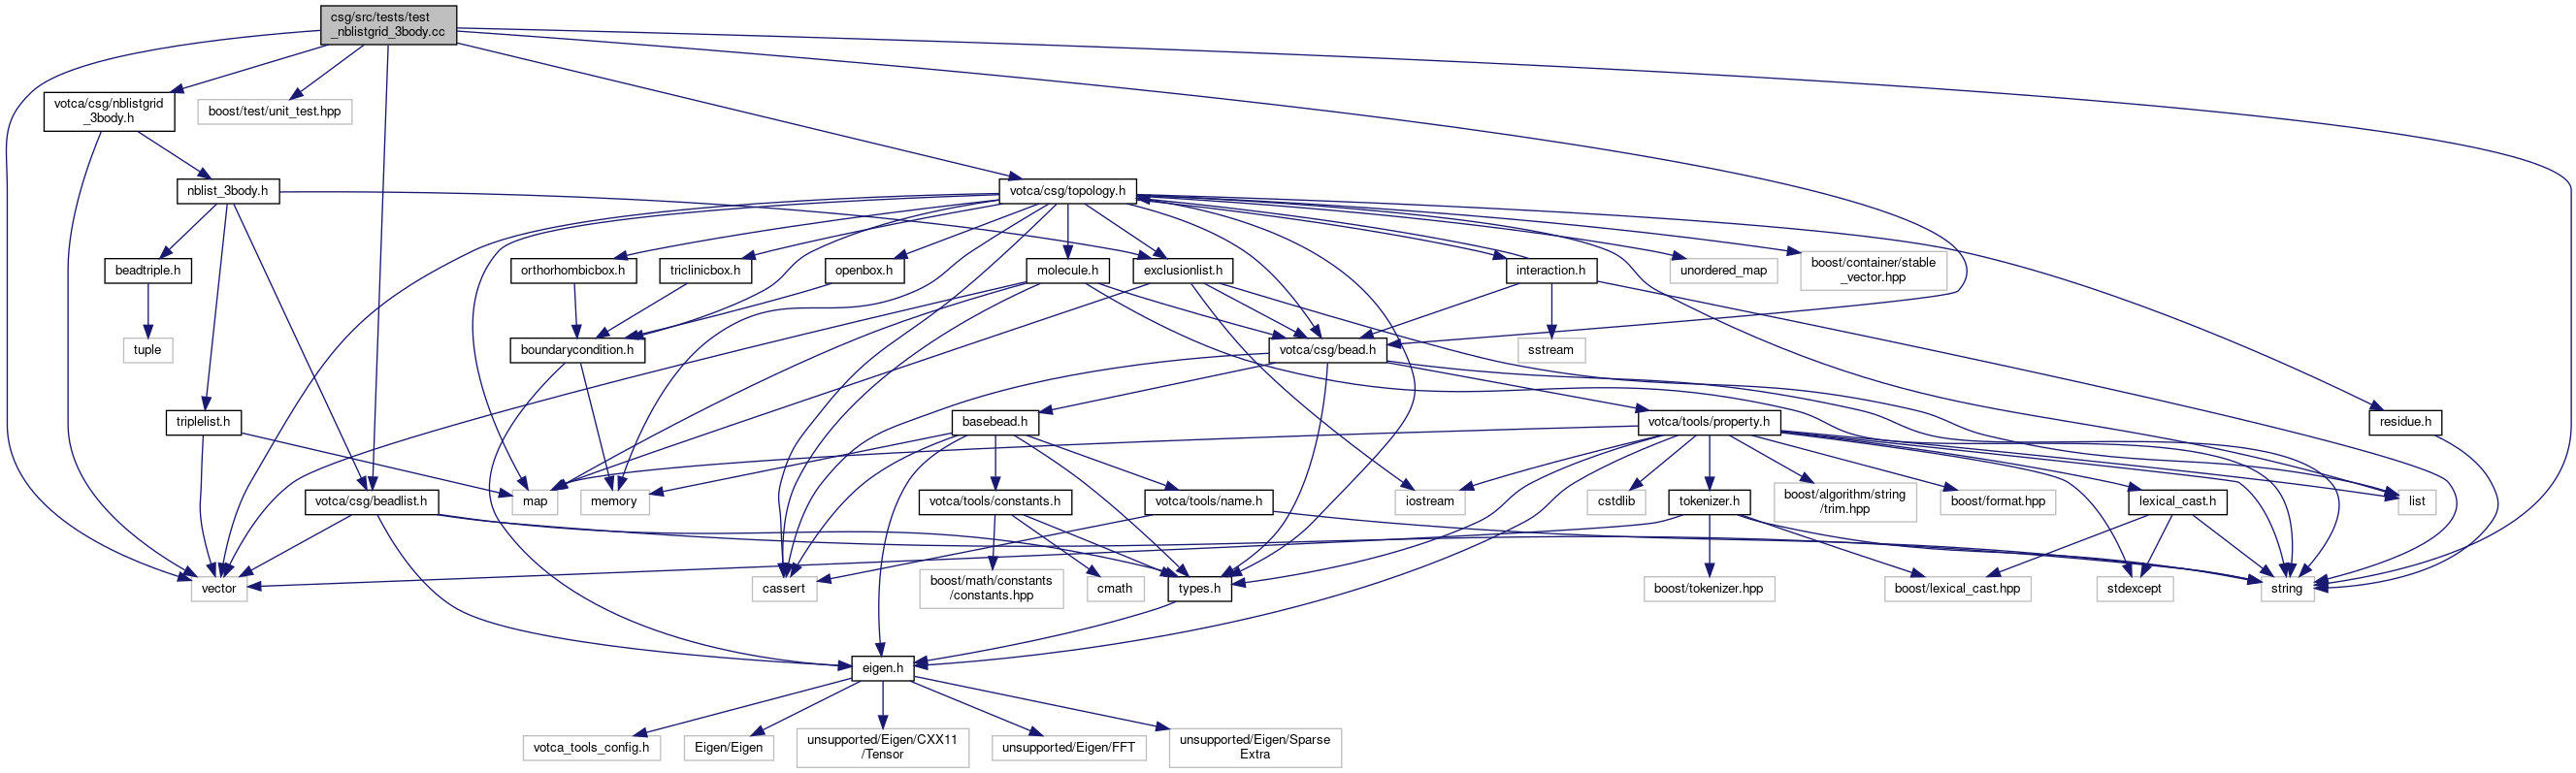 csg/src/tests/test
_nblistgrid_3body.cc
votca/csg/nblistgrid
_3body.h
boost/test/unit_test.hpp
nblist_3body.h
votca/csg/topology.h
beadtriple.h
orthorhombicbox.h
triclinicbox.h
openbox.h
molecule.h
exclusionlist.h
interaction.h
unordered_map
boost/container/stable
_vector.hpp
tuple
boundarycondition.h
votca/csg/bead.h
sstream
triplelist.h
basebead.h
votca/tools/property.h
residue.h
votca/csg/beadlist.h
map
memory
votca/tools/constants.h
votca/tools/name.h
iostream
cstdlib
tokenizer.h
boost/algorithm/string
/trim.hpp
boost/format.hpp
lexical_cast.h
list
vector
cassert
boost/math/constants
/constants.hpp
cmath
types.h
boost/tokenizer.hpp
boost/lexical_cast.hpp
stdexcept
string
eigen.h
votca_tools_config.h
Eigen/Eigen
unsupported/Eigen/CXX11
/Tensor
unsupported/Eigen/FFT
unsupported/Eigen/Sparse
Extra